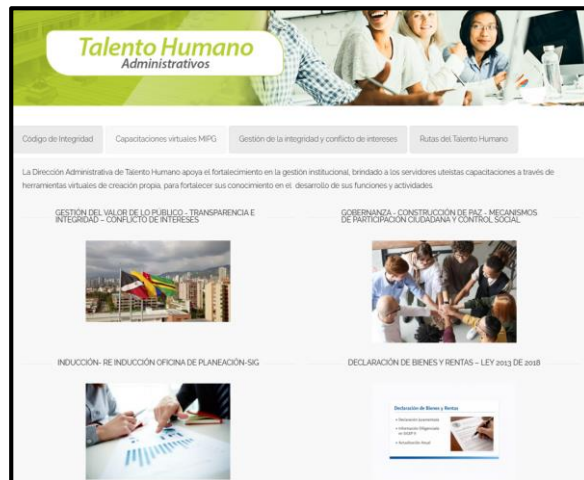 Talento Humano
Administrativos
Código de Integridad
Capacitaciones virtuales MIPG
Gestión de la integridad y conflicto de intereses
Rutas del Talento Humano
La Dirección Administrativa de Talento Humano apoya el fortalecimiento en la gestión institucional, brindado a los servidores uteístas capacitaciones a través de
herramientas virtuales de creación propia, para fortalecer sus conocimiento en el desarrollo de sus funciones y actividades.
GESTIÓN DEL VALOR DE LO PÚBLICO - TRANSPARENCIA E
INTEGRIDAD – CONFLICTO DE INTERESES
GOBERNANZA - CONSTRUCCIÓN DE PAZ - MECANISMOS
DE PARTICIPACIÓN CIUDADANA Y CONTROL SOCIAL
INDUCCIÓN- RE INDUCCIÓN OFICINA DE PLANEACIÓN-SIG
DECLARACIÓN DE BIENES Y RENTAS – LEY 2013 DE 2018
Declaración de Bienes y Rentas
Actualización Anual